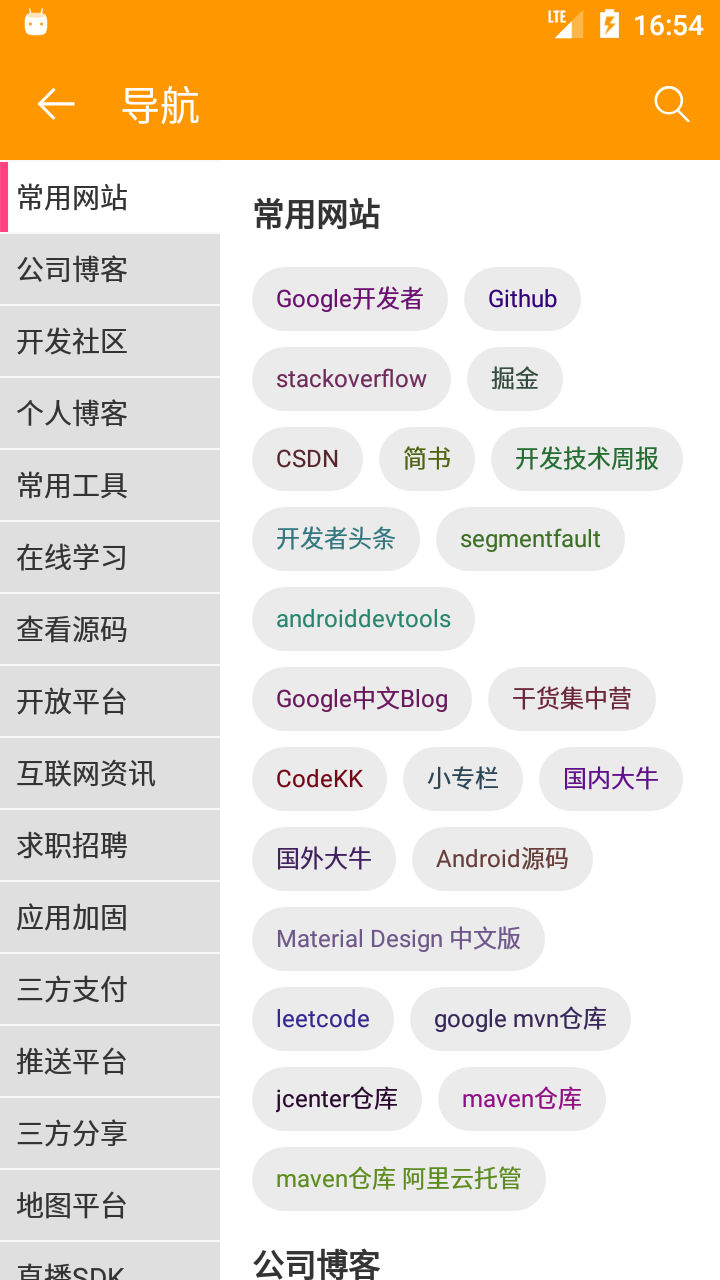 LTE 16:54
导航
常用网站
公司博客
开发社区
个人博客
常用工具
在线学习
查看源码
开放平台
互联网资讯
求职招聘
应用加固
三方支付
推送平台
三方分享
地图平台
直播SDK
常用网站
Google开发者 Github
stackoverflow 掘金
CSDN 简书 开发技术周报
开发者头条 segmentfault
androiddevtools
Google中文Blog 干货集中营
CodeKK 小专栏 国内大牛
国外大牛 Android源码
Material Design 中文版
leetcode google mvn仓库
jcenter仓库 maven仓库
maven仓库 阿里云托管
公司博客